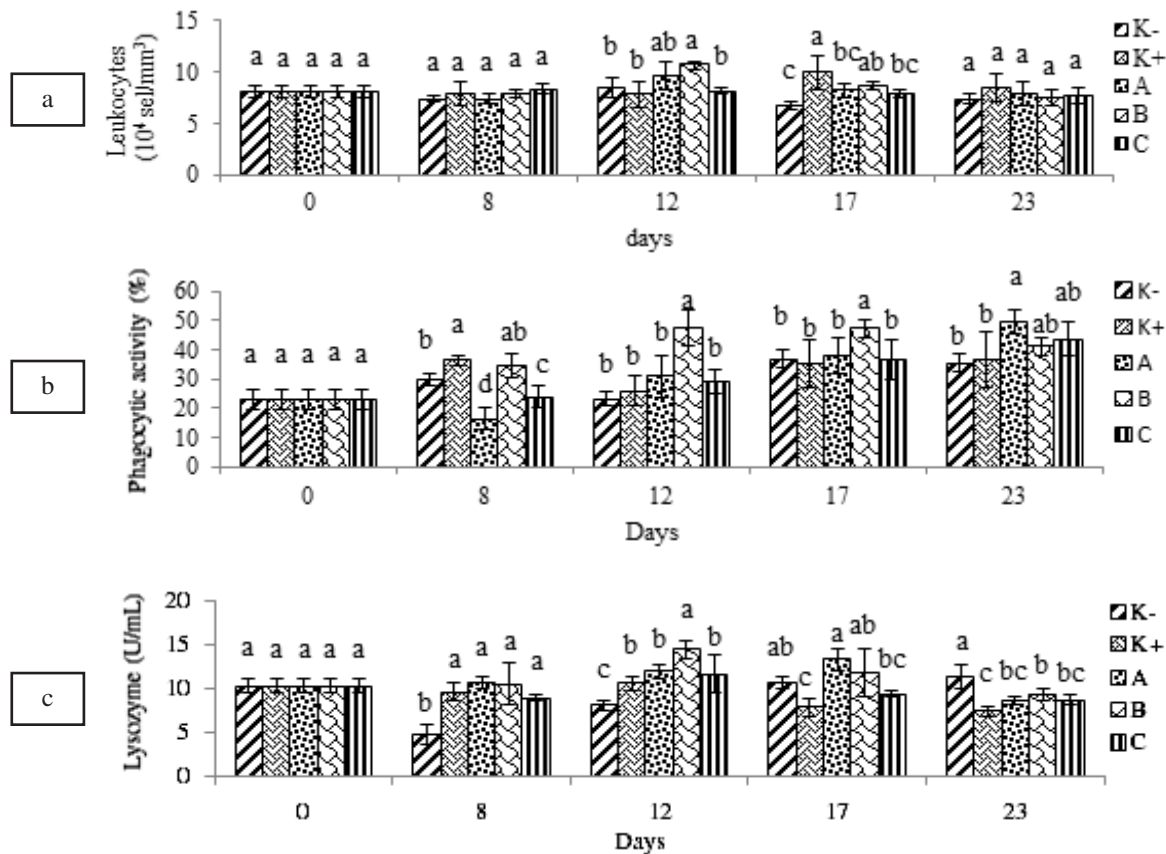 a
Leukocytes
(10⁴ sel/mm³)
15
10
5
0
a a a a a
a a a a a
b b ab a b
c a bc ab bc
a a a a a
0 8 12 17 23
days
K-
K+
A
B
C
b
Phagocytic activity (%)
60
50
40
30
20
10
0
a a a a a
b a d ab c
b b b a b
b b b a b
b b a ab ab
0 8 12 17 23
Days
K-
K+
A
B
C
c
Lysozyme (U/mL)
20
15
10
5
0
a a a a a
b a a a a
c b b a b
ab c a ab bc
a c bc b bc
0 8 12 17 23
Days
K-
K+
A
B
C